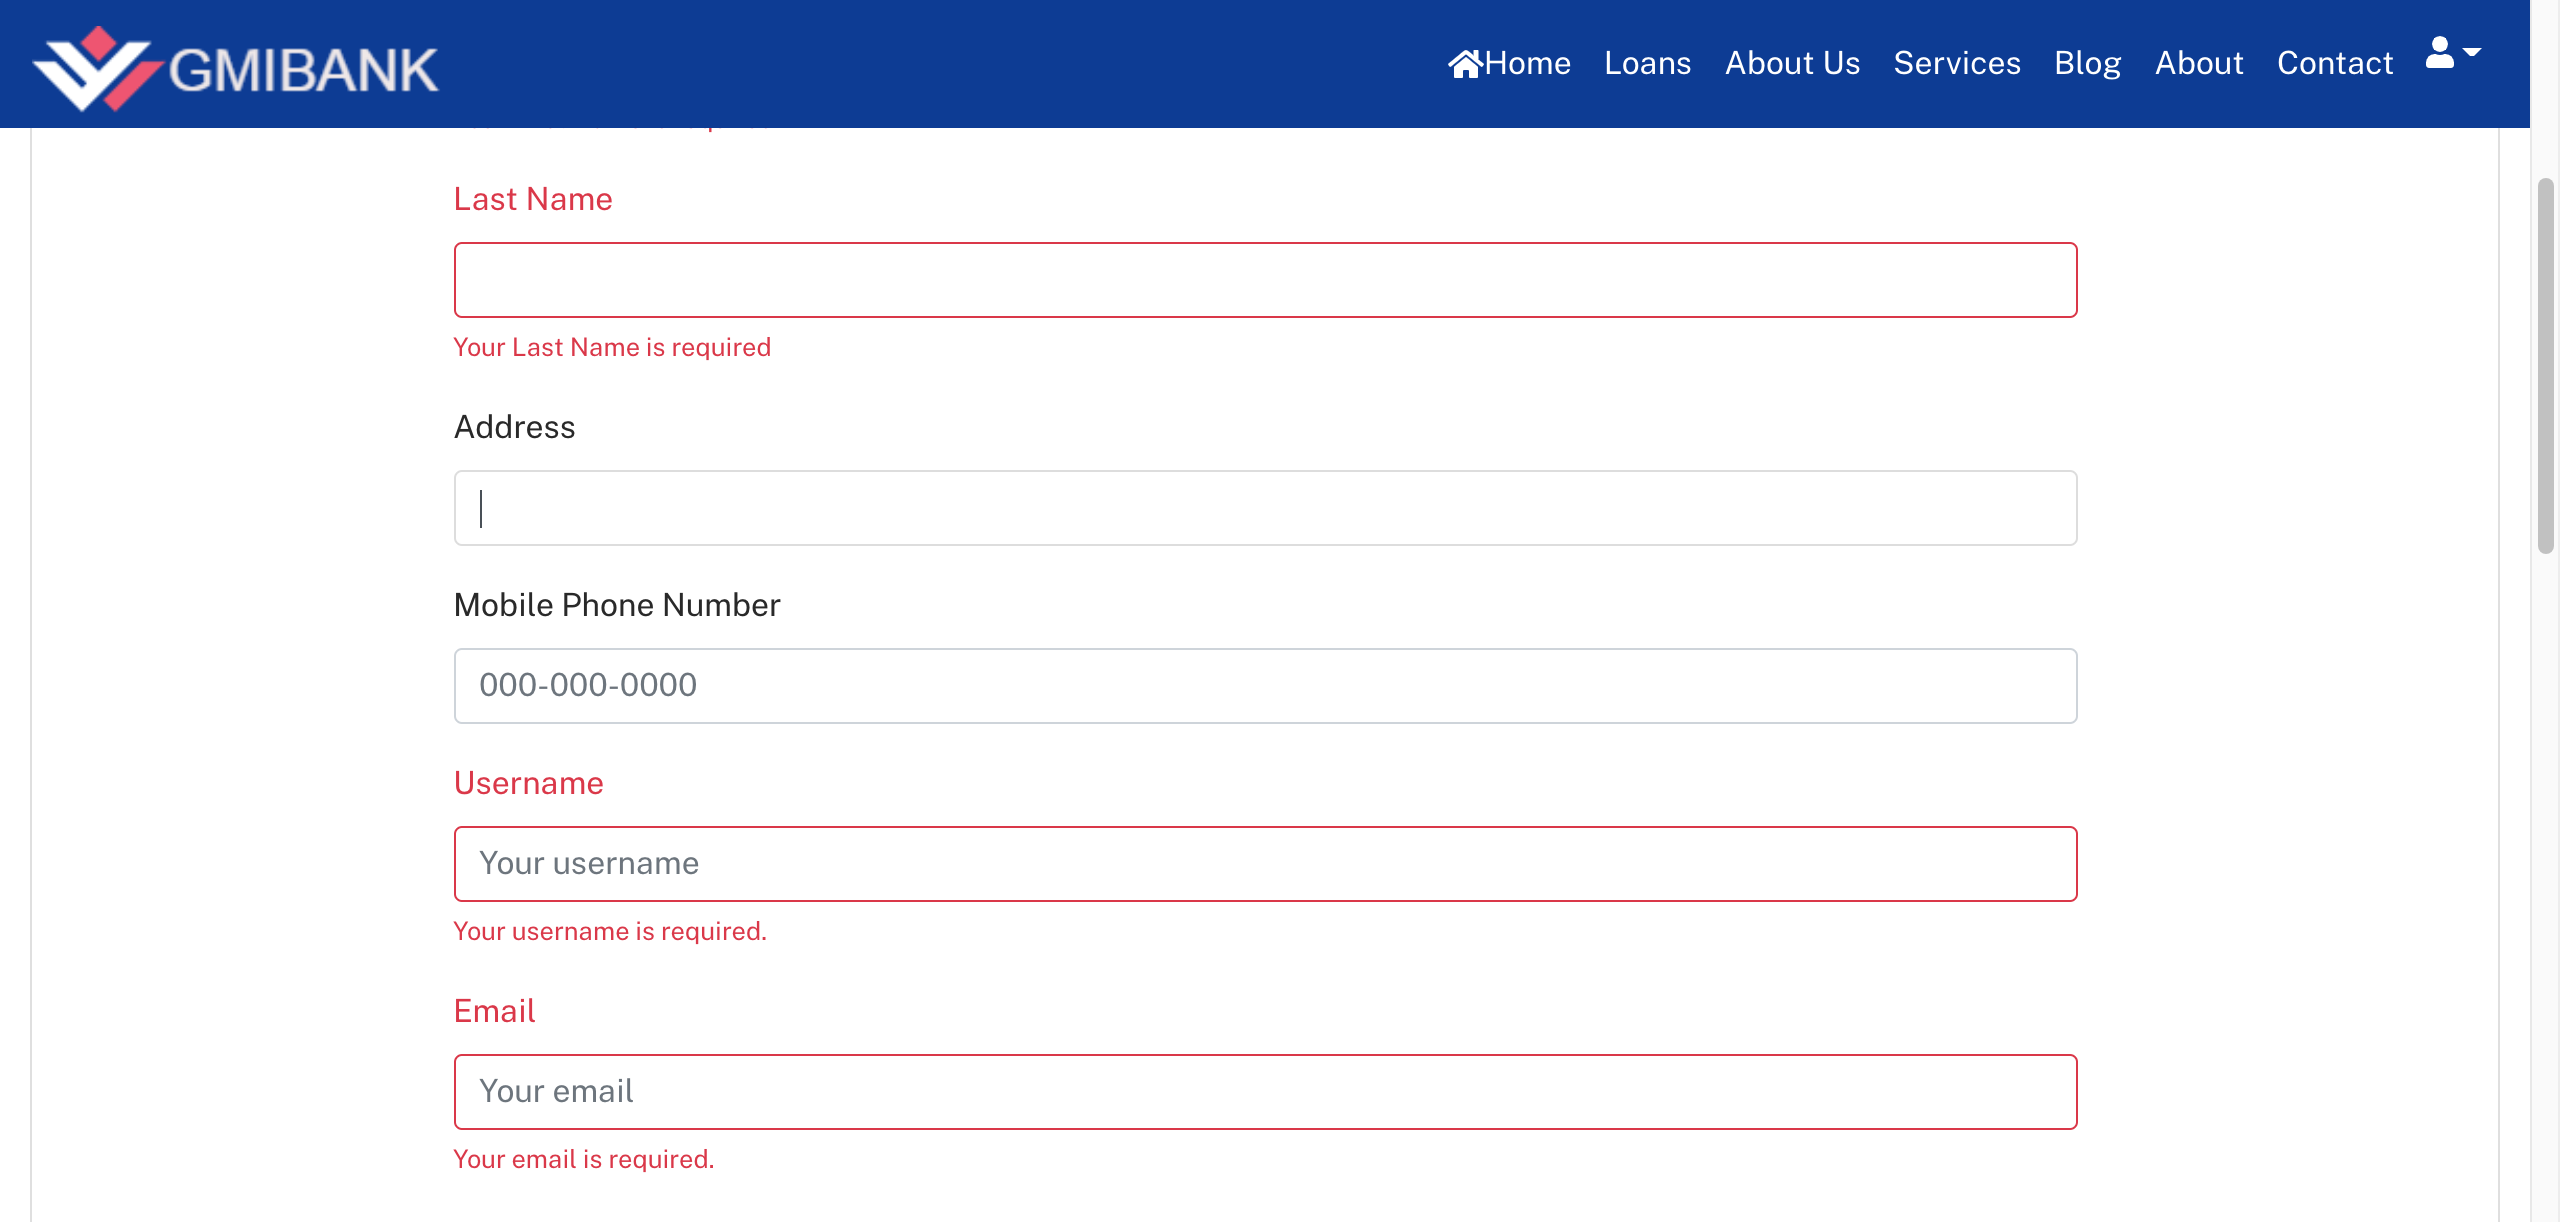 GMIBANK
Home Loans About Us Services Blog About Contact
Last Name
Your Last Name is required
Address
Mobile Phone Number
000-000-0000
Username
Your username
Your username is required.
Email
Your email
Your email is required.